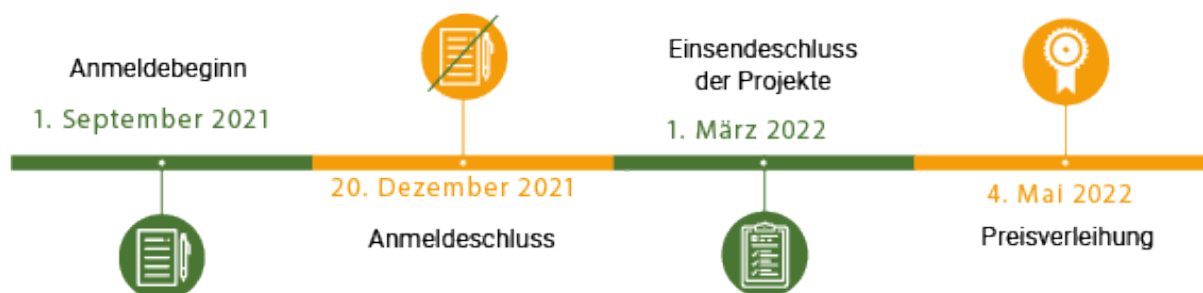 Anmeldebeginn
1. September 2021
20. Dezember 2021
Anmeldeschluss
Einsendeschluss
der Projekte
1. März 2022
4. Mai 2022
Preisverleihung